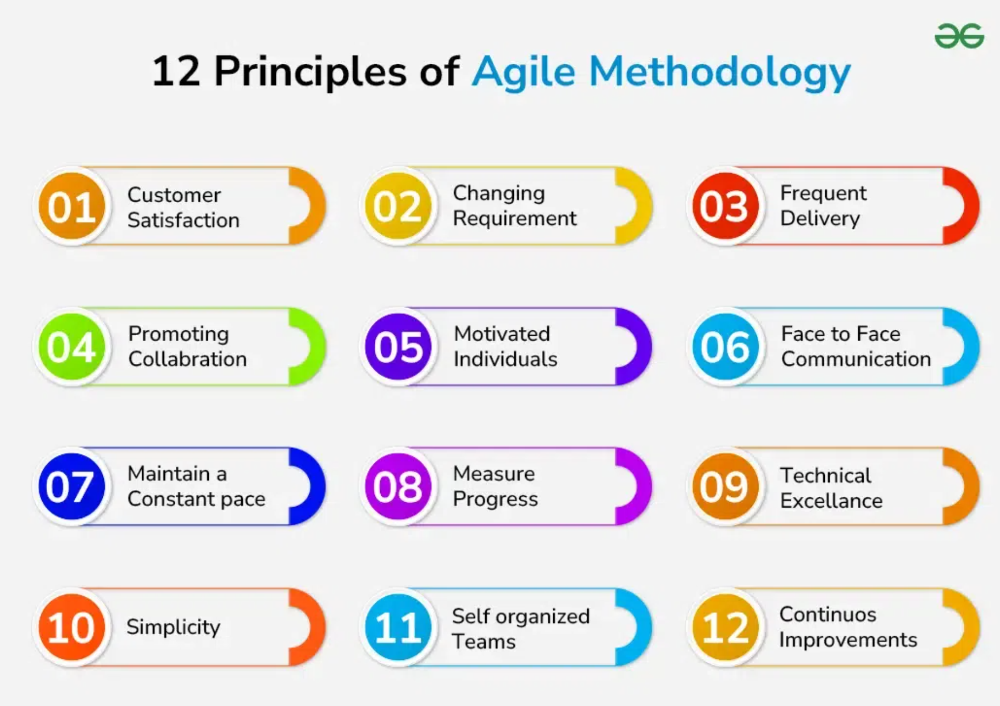 12 Principles of Agile Methodology
01
Customer
Satisfaction
02
Changing
Requirement
03
Frequent
Delivery
04
Promoting
Collabration
05
Motivated
Individuals
06
Face to Face
Communication
07
Maintain a
Constant pace
08
Measure
Progress
09
Technical
Excellance
10
Simplicity
11
Self organized
Teams
12
Continuos
Improvements